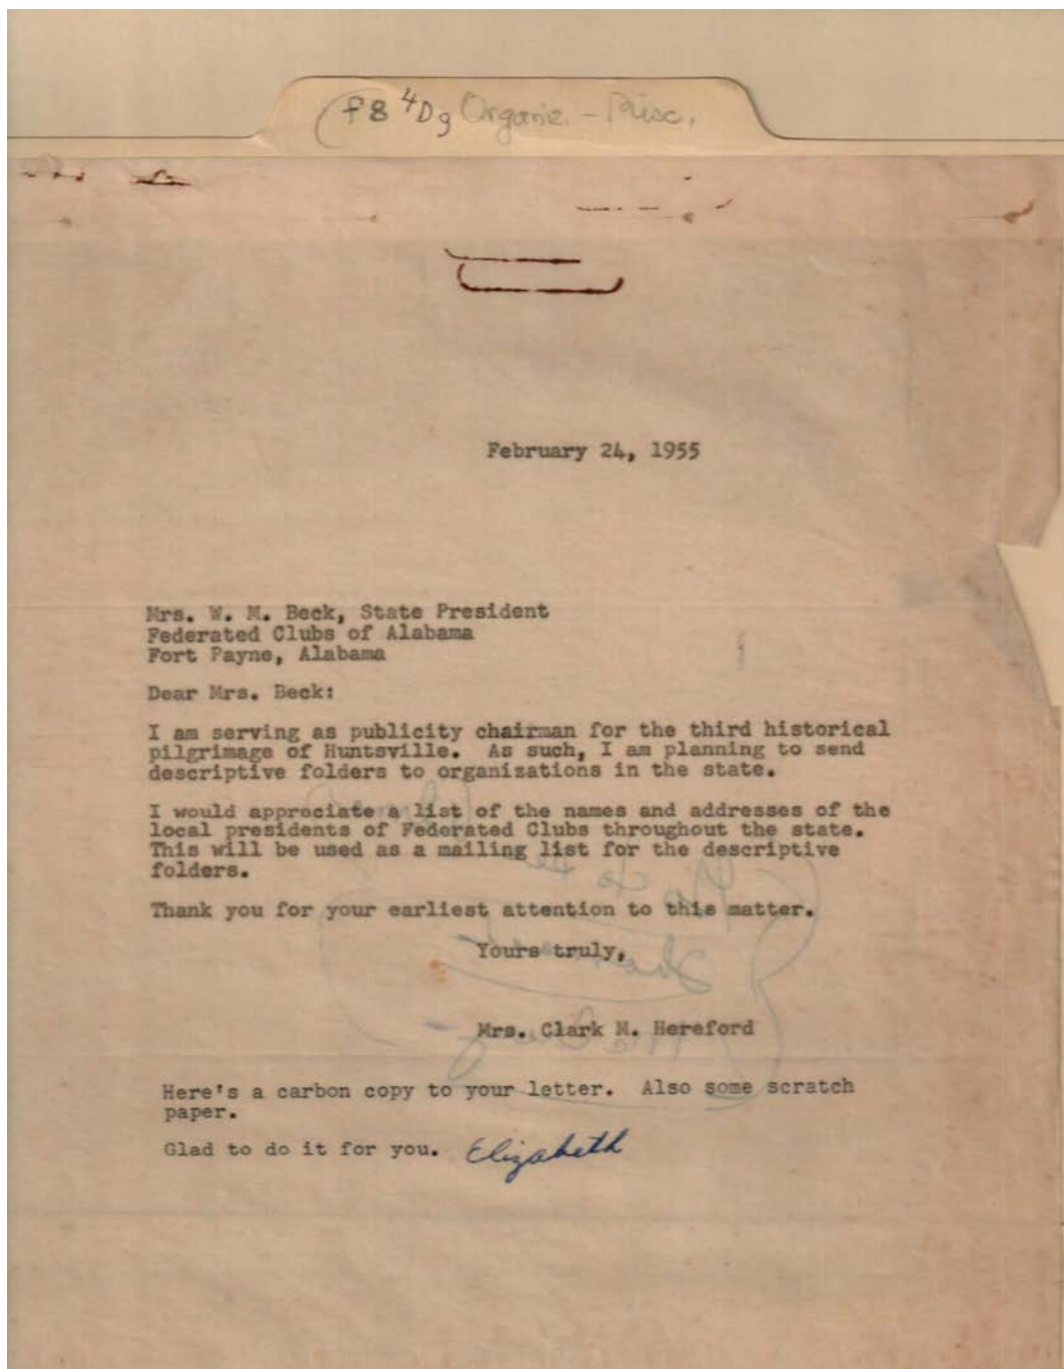 f8 4Dg Organiz. - Misc.
February 24, 1955
Mrs. W. M. Beck, State President
Federated Clubs of Alabama
Fort Payne, Alabama
Dear Mrs. Beck:
I am serving as publicity chairman for the third historical
pilgrimage of Huntsville.  As such, I am planning to send
descriptive folders to organizations in the state.
I would appreciate a list of the names and addresses of the
local presidents of Federated Clubs throughout the state.
This will be used as a mailing list for the descriptive
folders.
Thank you for your earliest attention to this matter.
Yours truly,
Mrs. Clark M. Hereford
Here's a carbon copy to your letter.  Also some scratch
paper.
Glad to do it for you. Elizabeth